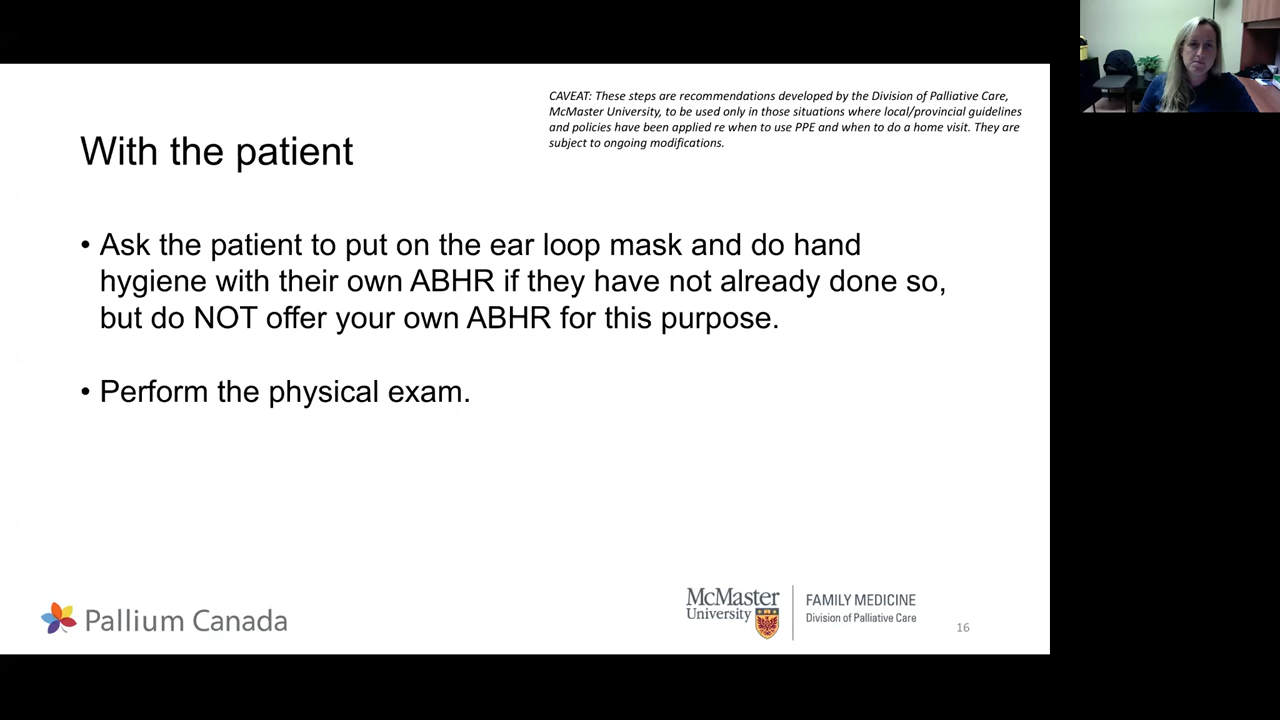 CAVEAT: These steps are recommendations developed by the Division of Palliative Care,
McMaster University, to be used only in those situations where local/provincial guidelines
and policies have been applied re when to use PPE and when to do a home visit. They are
subject to ongoing modifications.
With the patient
• Ask the patient to put on the ear loop mask and do hand
hygiene with their own ABHR if they have not already done so,
but do NOT offer your own ABHR for this purpose.
• Perform the physical exam.
Pallium Canada
McMaster
University
FAMILY MEDICINE
Division of Palliative Care
16